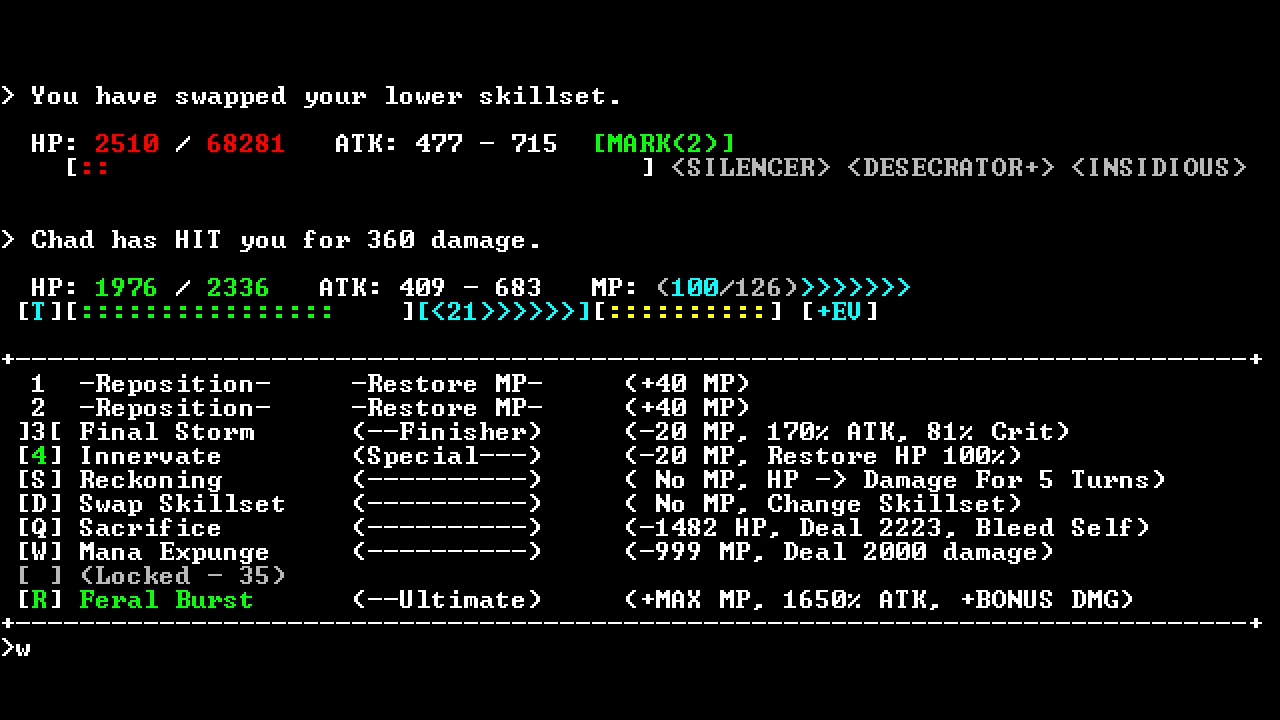 > You have swapped your lower skillset.
HP: 2510 / 68281   ATK: 477 - 715  [MARK(2)]
[::                                  ] <SILENCER> <DESECRATOR+> <INSIDIOUS>
> Chad has HIT you for 360 damage.
HP: 1976 / 2336   ATK: 409 - 683   MP: (100/126)>>>>>>>
[T][::::::::::::::::    ][<21>>>>>>>][::::::::::] [+EV]
1  -Reposition-     -Restore MP-     (+40 MP)
2  -Reposition-     -Restore MP-     (+40 MP)
]3[ Final Storm      (--Finisher)     (-20 MP, 170% ATK, 81% Crit)
[4] Innervate        (Special---)     (-20 MP, Restore HP 100%)
[S] Reckoning        (----------)     ( No MP, HP -> Damage For 5 Turns)
[D] Swap Skillset    (----------)     ( No MP, Change Skillset)
[Q] Sacrifice        (----------)     (-1482 HP, Deal 2223, Bleed Self)
[W] Mana Expunge     (----------)     (-999 MP, Deal 2000 damage)
[ ] (Locked - 35)
[R] Feral Burst      (--Ultimate)     (+MAX MP, 1650% ATK, +BONUS DMG)
>w